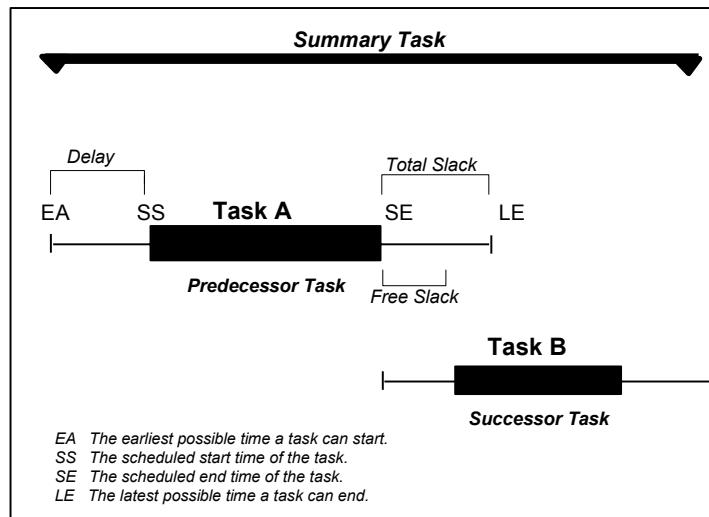 Summary Task
Delay
Total Slack
EA SS Task A SE LE
Predecessor Task
Free Slack
Task B
Successor Task
EA The earliest possible time a task can start.
SS The scheduled start time of the task.
SE The scheduled end time of the task.
LE The latest possible time a task can end.